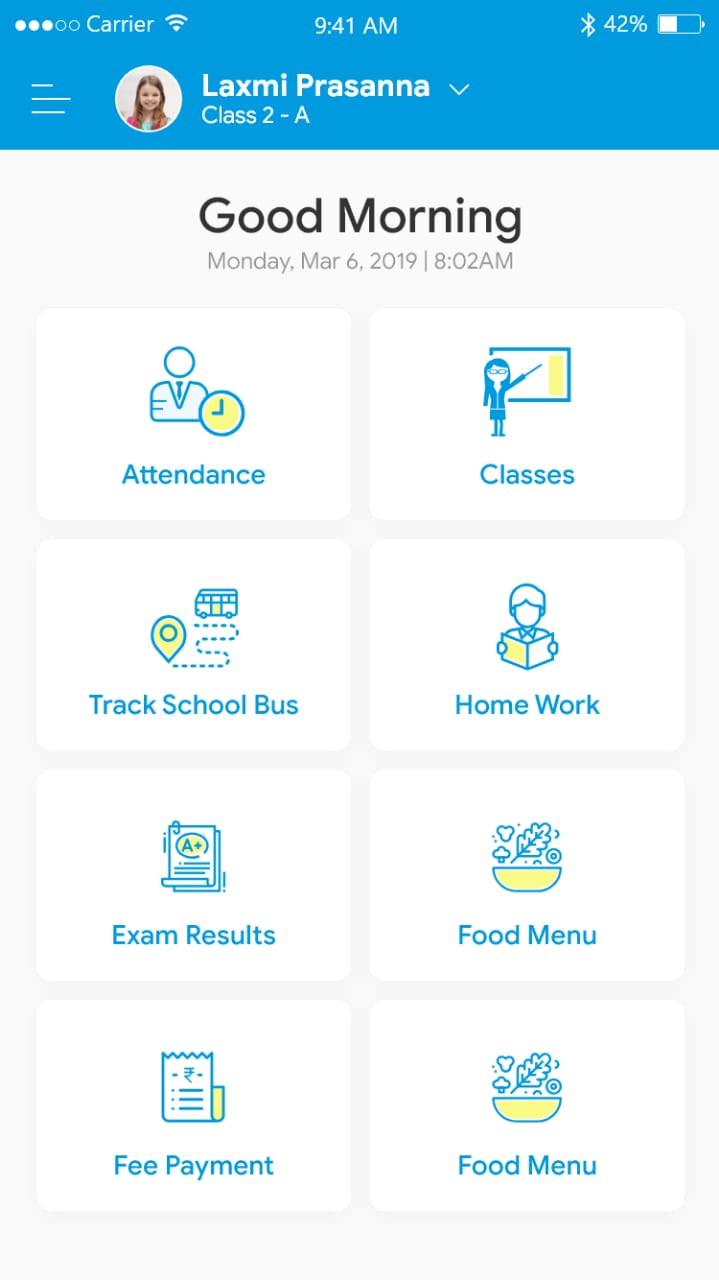 Carrier 9:41 AM 42%
Laxmi Prasanna
Class 2 - A
Good Morning
Monday, Mar 6, 2019 | 8:02AM
Attendance
Classes
Track School Bus
Home Work
A+
Exam Results
Food Menu
-₹-
Fee Payment
Food Menu